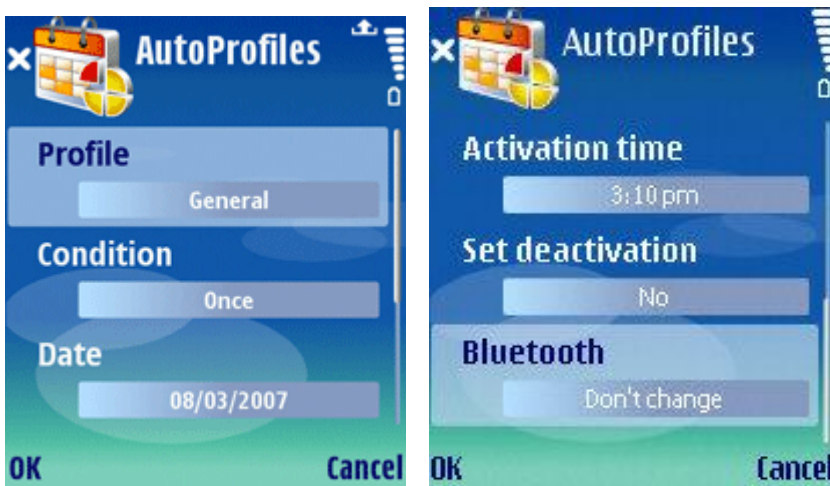 AutoProfiles
Profile
General
Condition
Once
Date
08/03/2007
OK Cancel
AutoProfiles
Activation time
3:10 pm
Set deactivation
No
Bluetooth
Don't change
OK Cancel